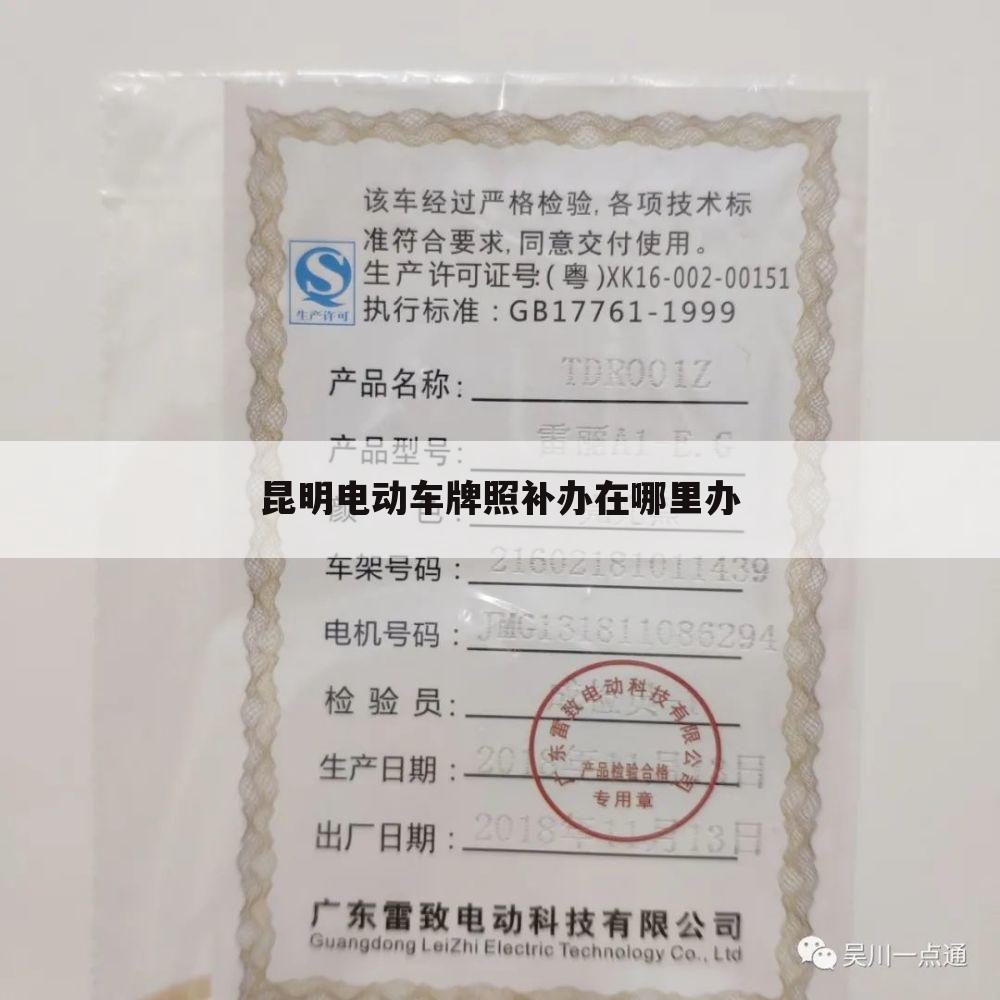 该车经过严格检验,各项技术标
准符合要求,同意交付使用。
生产许可证号:(粤)XK16-002-00151
执行标准：GB17761-1999
生产许可
产品名称： TDR001Z
产品型号： 雷丽A1-E.G
昆明电动车牌照补办在哪里办
车架号码： 216021811011439
电机号码： JMG131811086294
检验员：
生产日期：
出厂日期： 2018年11月13日
广东雷致电动科技有限公司
产品检验合格
专用章
广东雷致电动科技有限公司
Guangdong LeiZhi Electric Technology Co., Ltd
吴川一点通